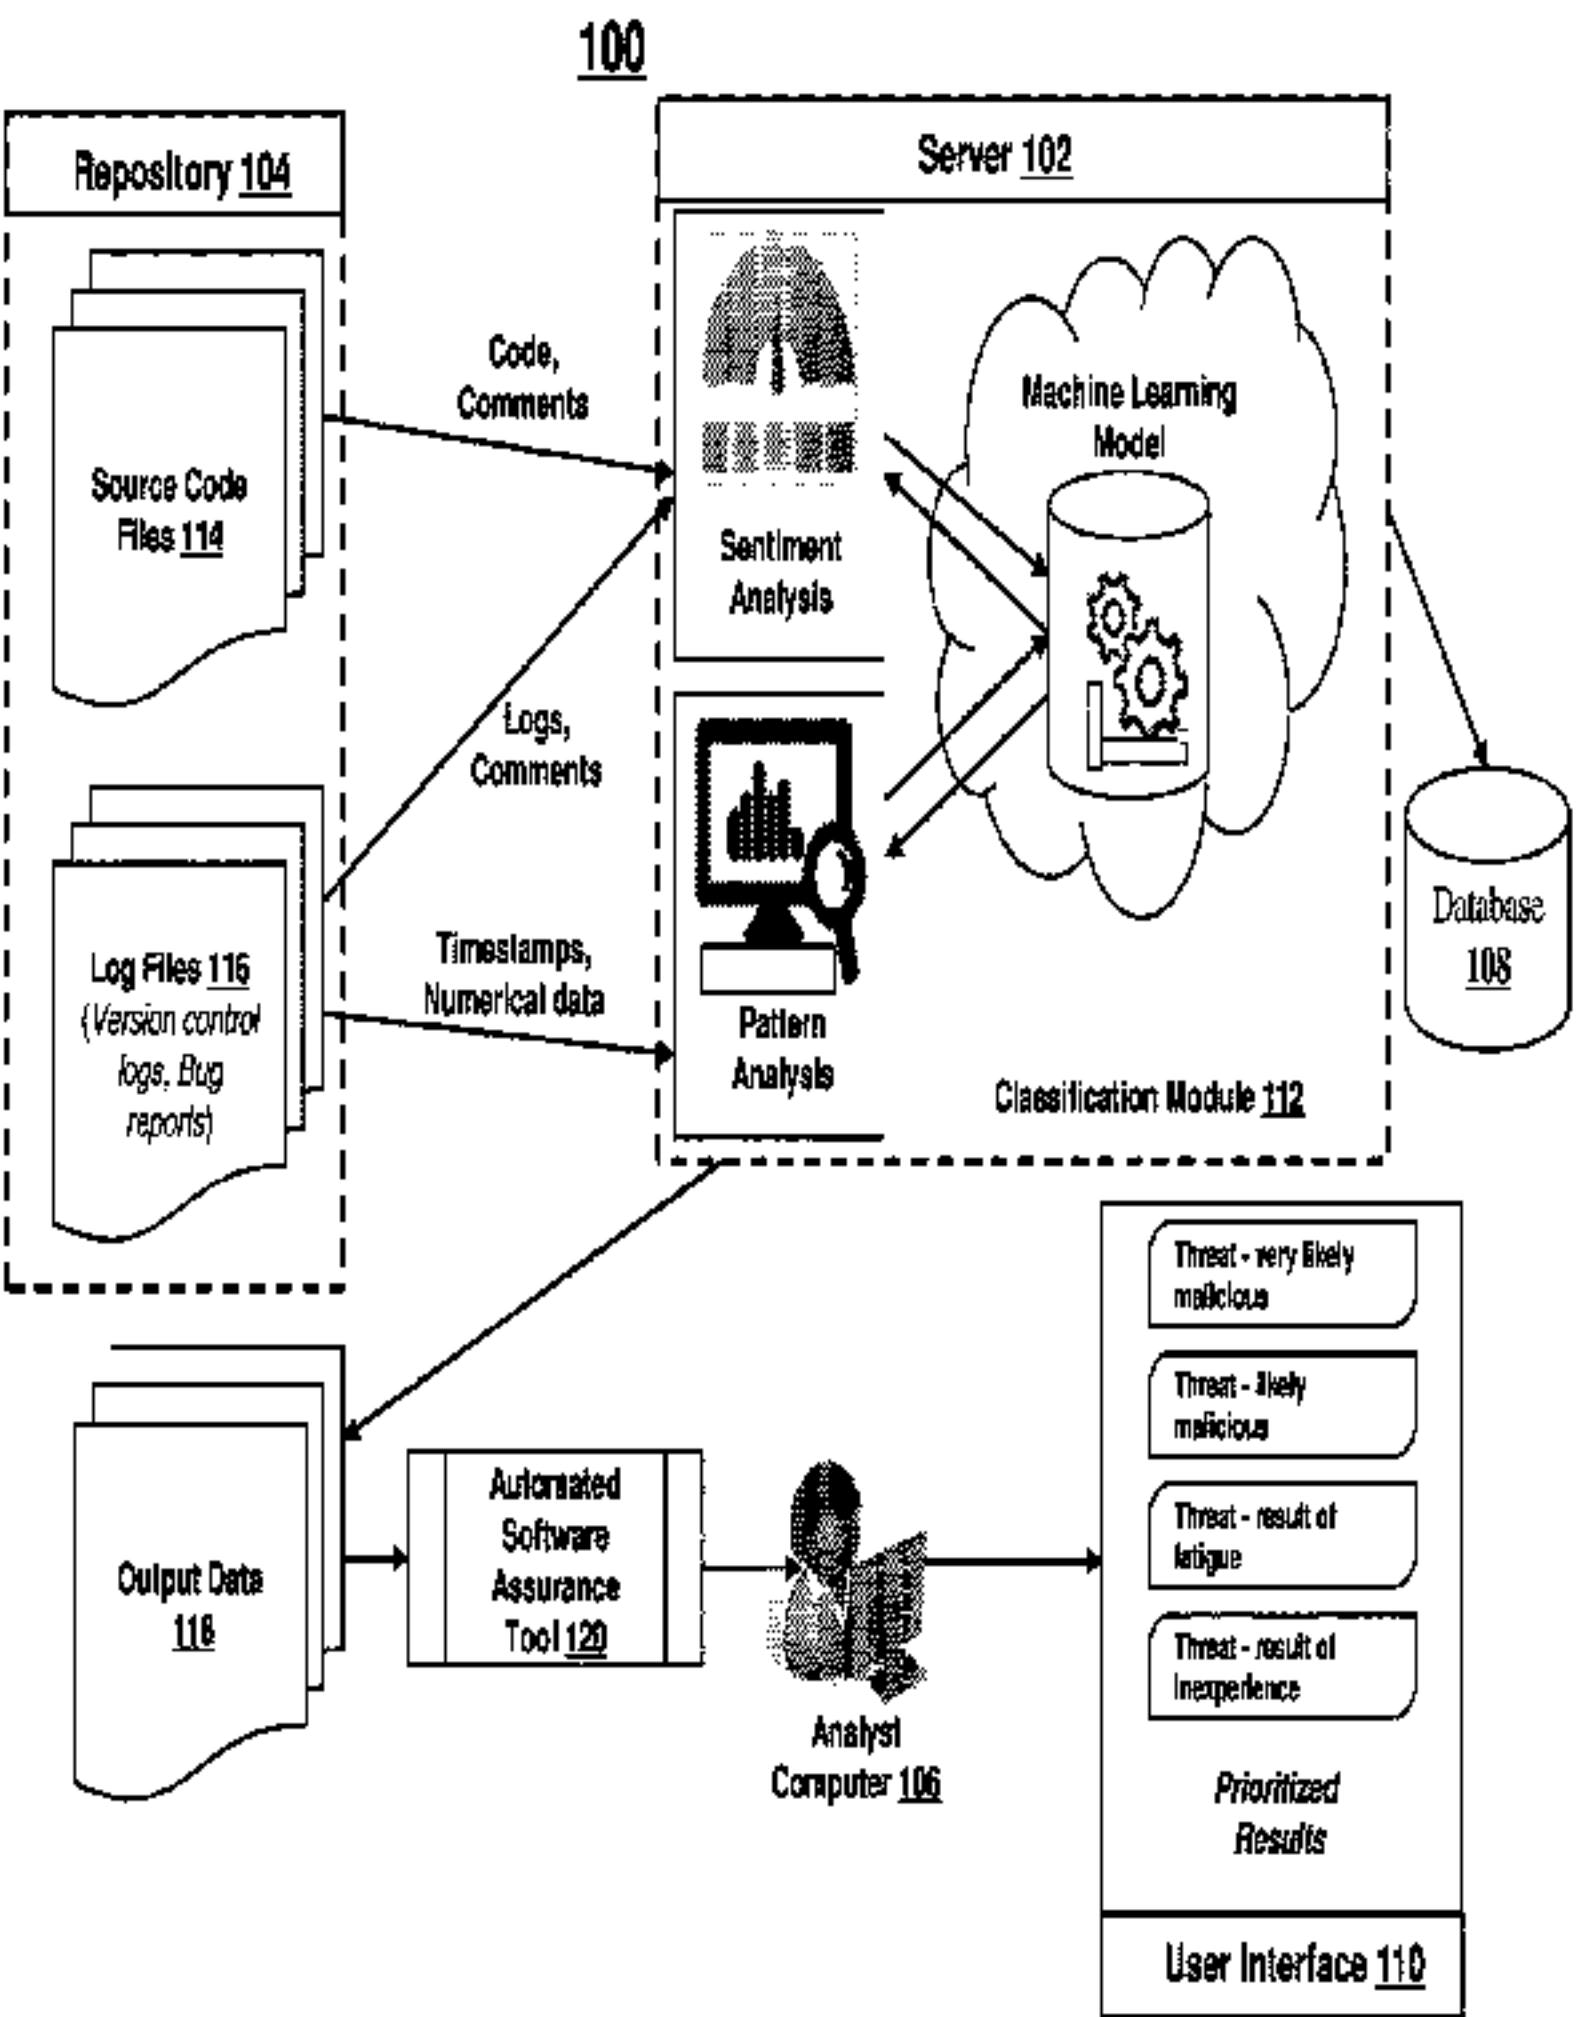 100
Repository 104
Server 102
Code,
Comments
Source Code
Files 114
Sentiment
Analysis
Machine Learning
Model
Logs,
Comments
Log Files 116
(Version control
logs, Bug
reports)
Timestamps,
Numerical data
Pattern
Analysis
Classification Module 112
Database
108
Output Data
118
Automated
Software
Assurance
Tool 120
Analyst
Computer 106
Threat - very likely
malicious
Threat - likely
malicious
Threat - result of
fatigue
Threat - result of
Inexperience
Prioritized
Results
User Interface 110